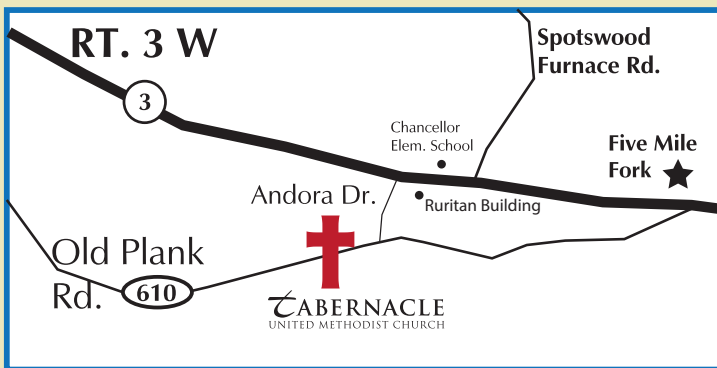 RT. 3 W
Spotswood
Furnace Rd.
3
Chancellor
Elem. School
Five Mile
Fork
Andora Dr.
Ruritan Building
Old Plank
Rd.
610
TABERNACLE
UNITED METHODIST CHURCH